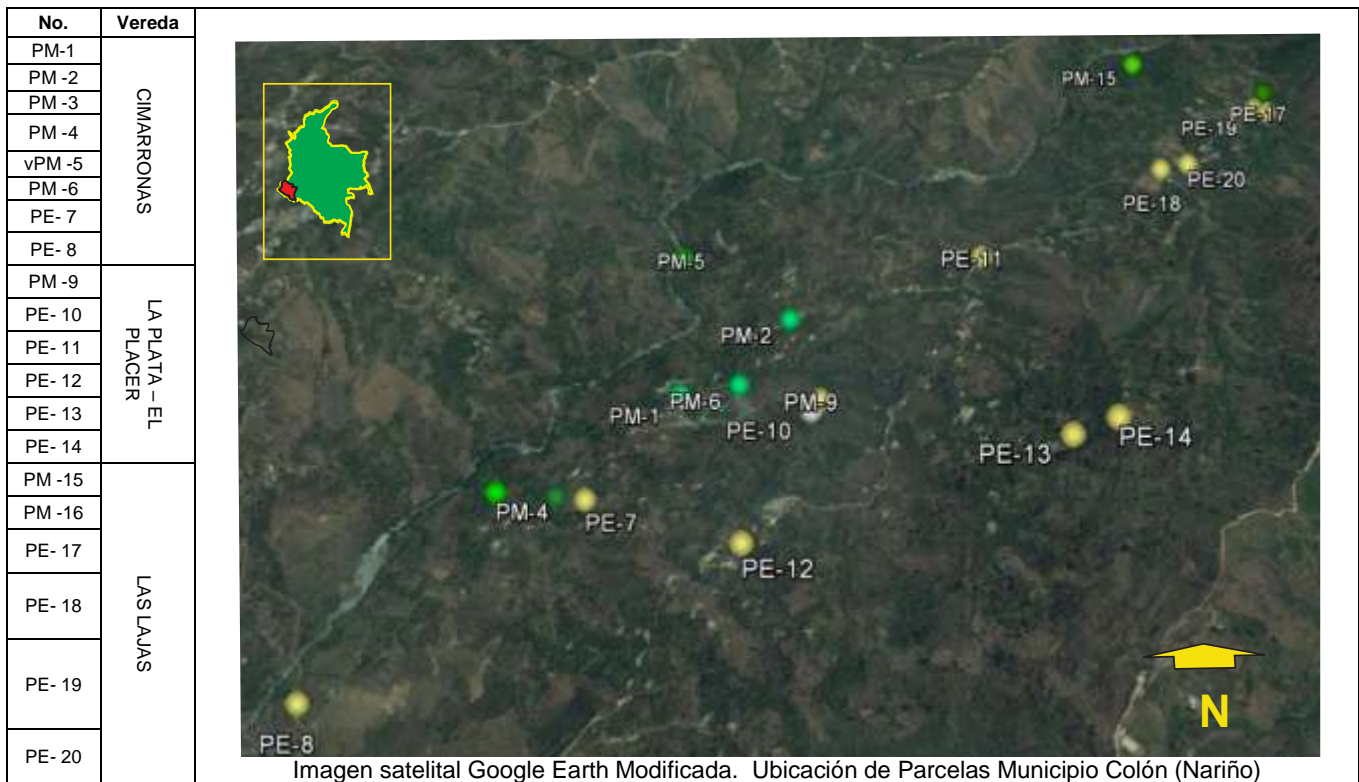 No. Vereda
PM-1
PM -2
PM -3
PM -4
vPM -5
PM -6
PE- 7
PE- 8
CIMARRONAS
PM -9
PE- 10
PE- 11
PE- 12
PE- 13
PE- 14
LA PLATA – EL
PLACER
PM -15
PM -16
PE- 17
PE- 18
PE- 19
PE- 20
LAS LAJAS
PM-15
PE-17
PE-19
PE-20
PE-18
PM-5
PE-11
PM-2
PM-1
PM-6
PM-9
PE-10
PE-13
PE-14
PM-4
PE-7
PE-12
PE-8
N
Imagen satelital Google Earth Modificada. Ubicación de Parcelas Municipio Colón (Nariño)